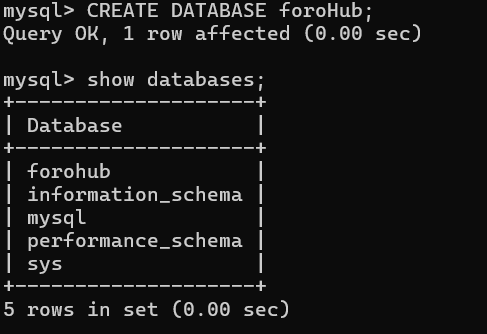 mysql> CREATE DATABASE foroHub;
Query OK, 1 row affected (0.00 sec)
mysql> show databases;
+--------------------+
| Database           |
+--------------------+
| forohub            |
| information_schema |
| mysql              |
| performance_schema |
| sys                |
+--------------------+
5 rows in set (0.00 sec)